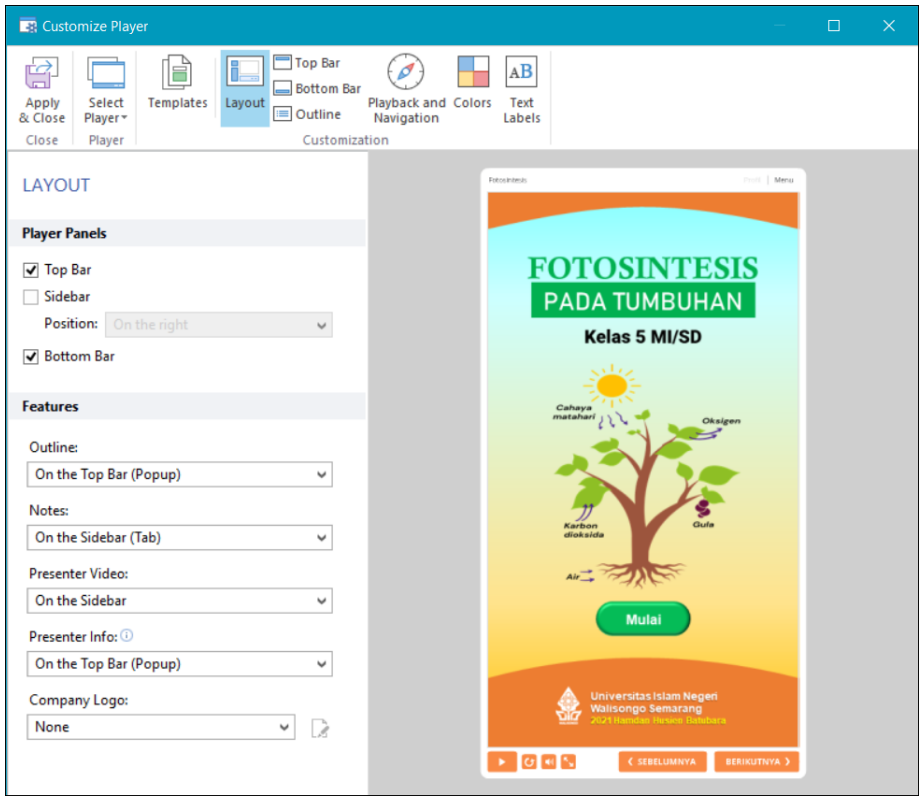 Customize Player
Apply & Close
Select Player
Templates
Layout
Top Bar
Bottom Bar
Outline
Playback and Navigation
Colors
AB
Text Labels
Close
Player
Customization
LAYOUT
Player Panels
Top Bar
Sidebar
Position: On the right
Bottom Bar
Features
Outline:
On the Top Bar (Popup)
Notes:
On the Sidebar (Tab)
Presenter Video:
On the Sidebar
Presenter Info:
On the Top Bar (Popup)
Company Logo:
None
Fotosintesis
Menu
FOTOSINTESIS
PADA TUMBUHAN
Kelas 5 MI/SD
Cahaya
matahari
Oksigen
Karbon
dioksida
Gula
Air
Mulai
Universitas Islam Negeri
Walisongo Semarang
2021 Hamdan Husien Batubara
SEBELUMNYA
BERIKUTNYA